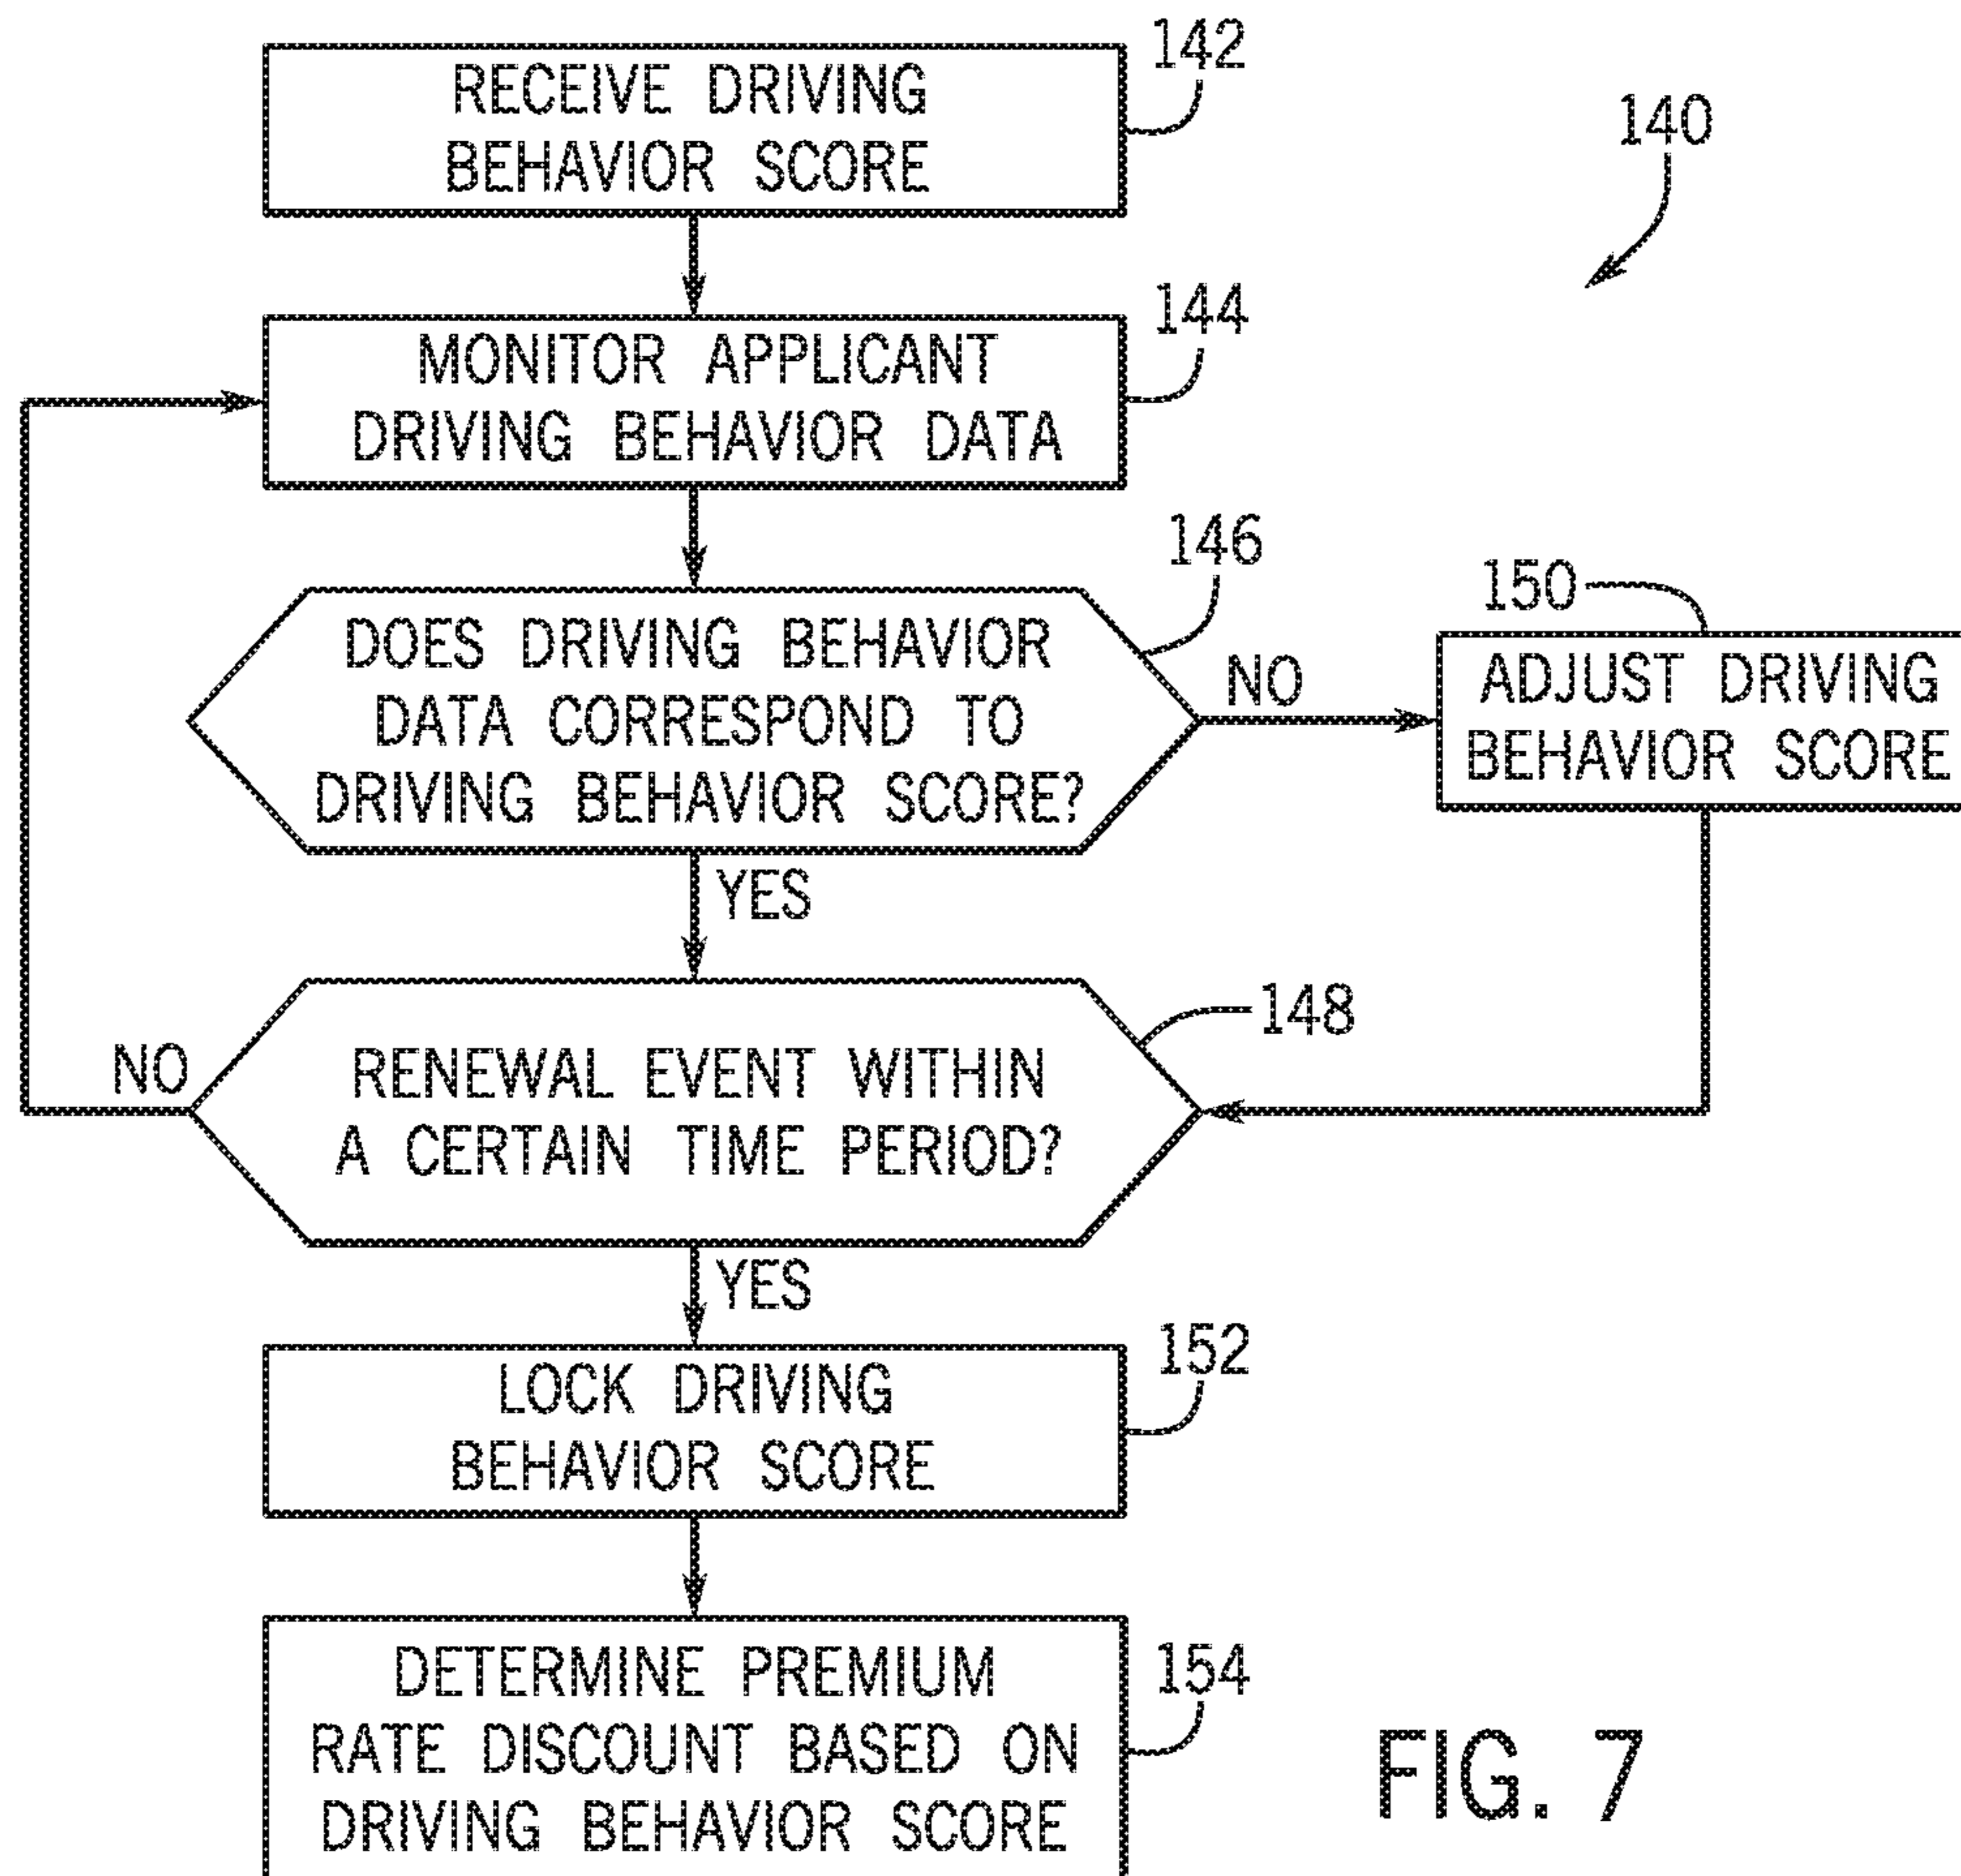 RECEIVE DRIVING
BEHAVIOR SCORE
142
140
MONITOR APPLICANT
DRIVING BEHAVIOR DATA
144
DOES DRIVING BEHAVIOR
DATA CORRESPOND TO
DRIVING BEHAVIOR SCORE?
146
NO
150
ADJUST DRIVING
BEHAVIOR SCORE
YES
RENEWAL EVENT WITHIN
A CERTAIN TIME PERIOD?
148
NO
YES
LOCK DRIVING
BEHAVIOR SCORE
152
DETERMINE PREMIUM
RATE DISCOUNT BASED ON
DRIVING BEHAVIOR SCORE
154
FIG. 7